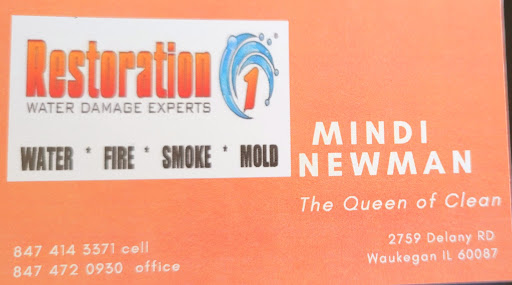 Restoration 1
WATER DAMAGE EXPERTS
WATER * FIRE * SMOKE * MOLD
MINDI
NEWMAN
The Queen of Clean
2759 Delany RD
Waukegan IL 60087
847 414 3371 cell
847 472 0930 office